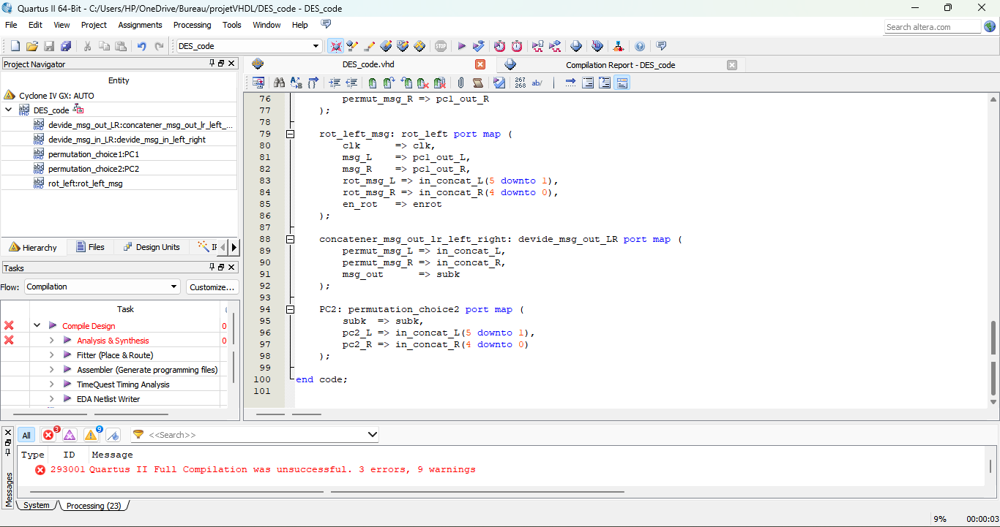 Quartus II 64-Bit - C:/Users/HP/OneDrive/Bureau/projetVHDL/DES_code - DES_code
File Edit View Project Assignments Processing Tools Window Help
Search altera.com
DES_code
Project Navigator
Entity
Cyclone IV GX: AUTO
DES_code
devide_msg_out_LR:concatener_msg_out_lr_left_...
devide_msg_in_LR:devide_msg_in_left_right
permutation_choice1:PC1
permutation_choice2:PC2
rot_left:rot_left_msg
Hierarchy Files Design Units
Tasks
Flow: Compilation Customize...
Task
Compile Design 0
Analysis & Synthesis 0
Fitter (Place & Route)
Assembler (Generate programming files)
TimeQuest Timing Analysis
EDA Netlist Writer
DES_code.vhd
Compilation Report - DES_code
267
268 ab/
76 permut_msg_R => pc1_out_R
77 );
78
79 rot_left_msg: rot_left port map (
80 clk => clk,
81 msg_L => pc1_out_L,
82 msg_R => pc1_out_R,
83 rot_msg_L => in_concat_L(5 downto 1),
84 rot_msg_R => in_concat_R(4 downto 0),
85 en_rot => enrot
86 );
87
88 concatener_msg_out_lr_left_right: devide_msg_out_LR port map (
89 permut_msg_L => in_concat_L,
90 permut_msg_R => in_concat_R,
91 msg_out => subk
92 );
93
94 PC2: permutation_choice2 port map (
95 subk => subk,
96 pc2_L => in_concat_L(5 downto 1),
97 pc2_R => in_concat_R(4 downto 0)
98 );
99
100 end code;
101
All 3 9 <<Search>>
Type ID Message
293001 Quartus II Full Compilation was unsuccessful. 3 errors, 9 warnings
Messages
System Processing (23)
9% 00:00:03